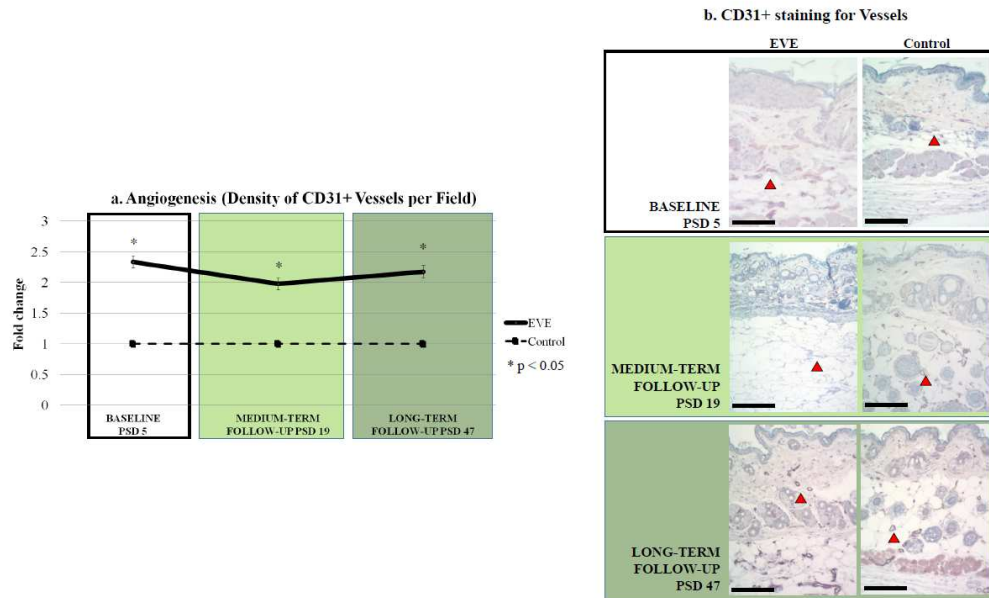 a. Angiogenesis (Density of CD31+ Vessels per Field)
Fold change
3
2.5
2
1.5
1
0.5
0
*
*
*
BASELINE
PSD 5
MEDIUM-TERM
FOLLOW-UP PSD 19
LONG-TERM
FOLLOW-UP PSD 47
EVE
Control
* p < 0.05
b. CD31+ staining for Vessels
EVE Control
BASELINE
PSD 5
MEDIUM-TERM
FOLLOW-UP
PSD 19
LONG-TERM
FOLLOW-UP
PSD 47